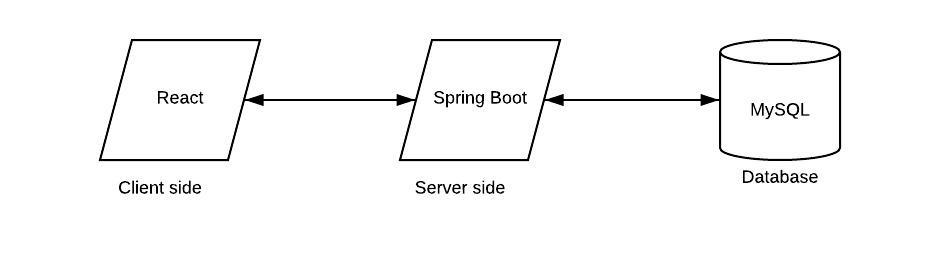 React
Spring Boot
MySQL
Client side
Server side
Database